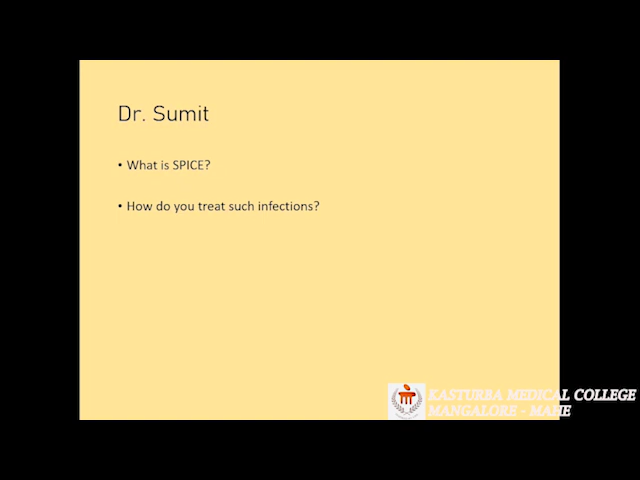 Dr. Sumit
• What is SPICE?
• How do you treat such infections?
KASTURBA MEDICAL COLLEGE
MANGALORE - MAHE